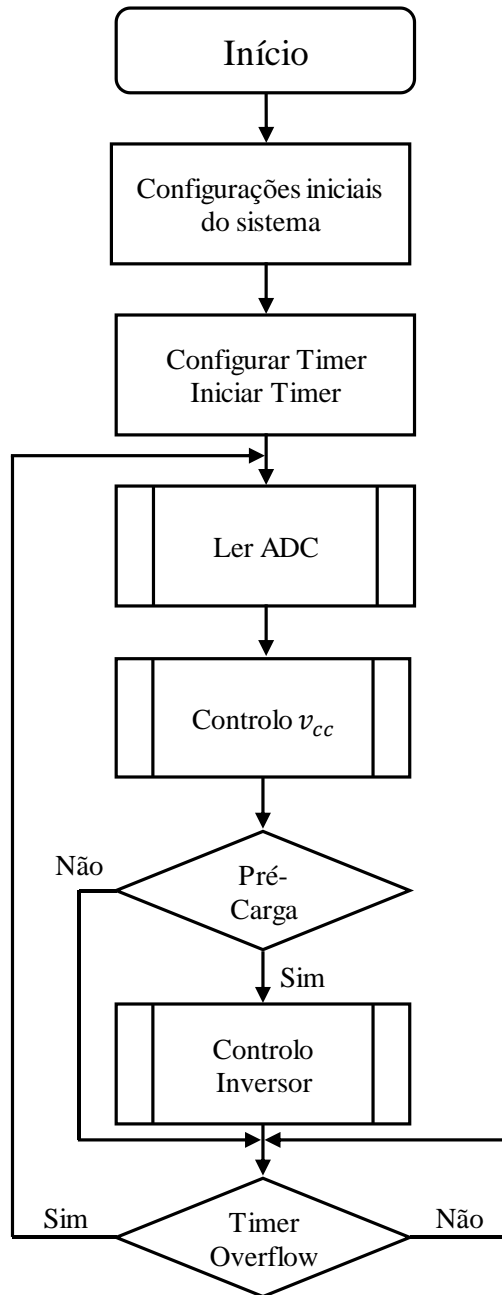 Início
Configurações iniciais
do sistema
Configurar Timer
Iniciar Timer
Ler ADC
Controlo v_cc
Não
Pré-
Carga
Sim
Controlo
Inversor
Sim
Timer
Overflow
Não